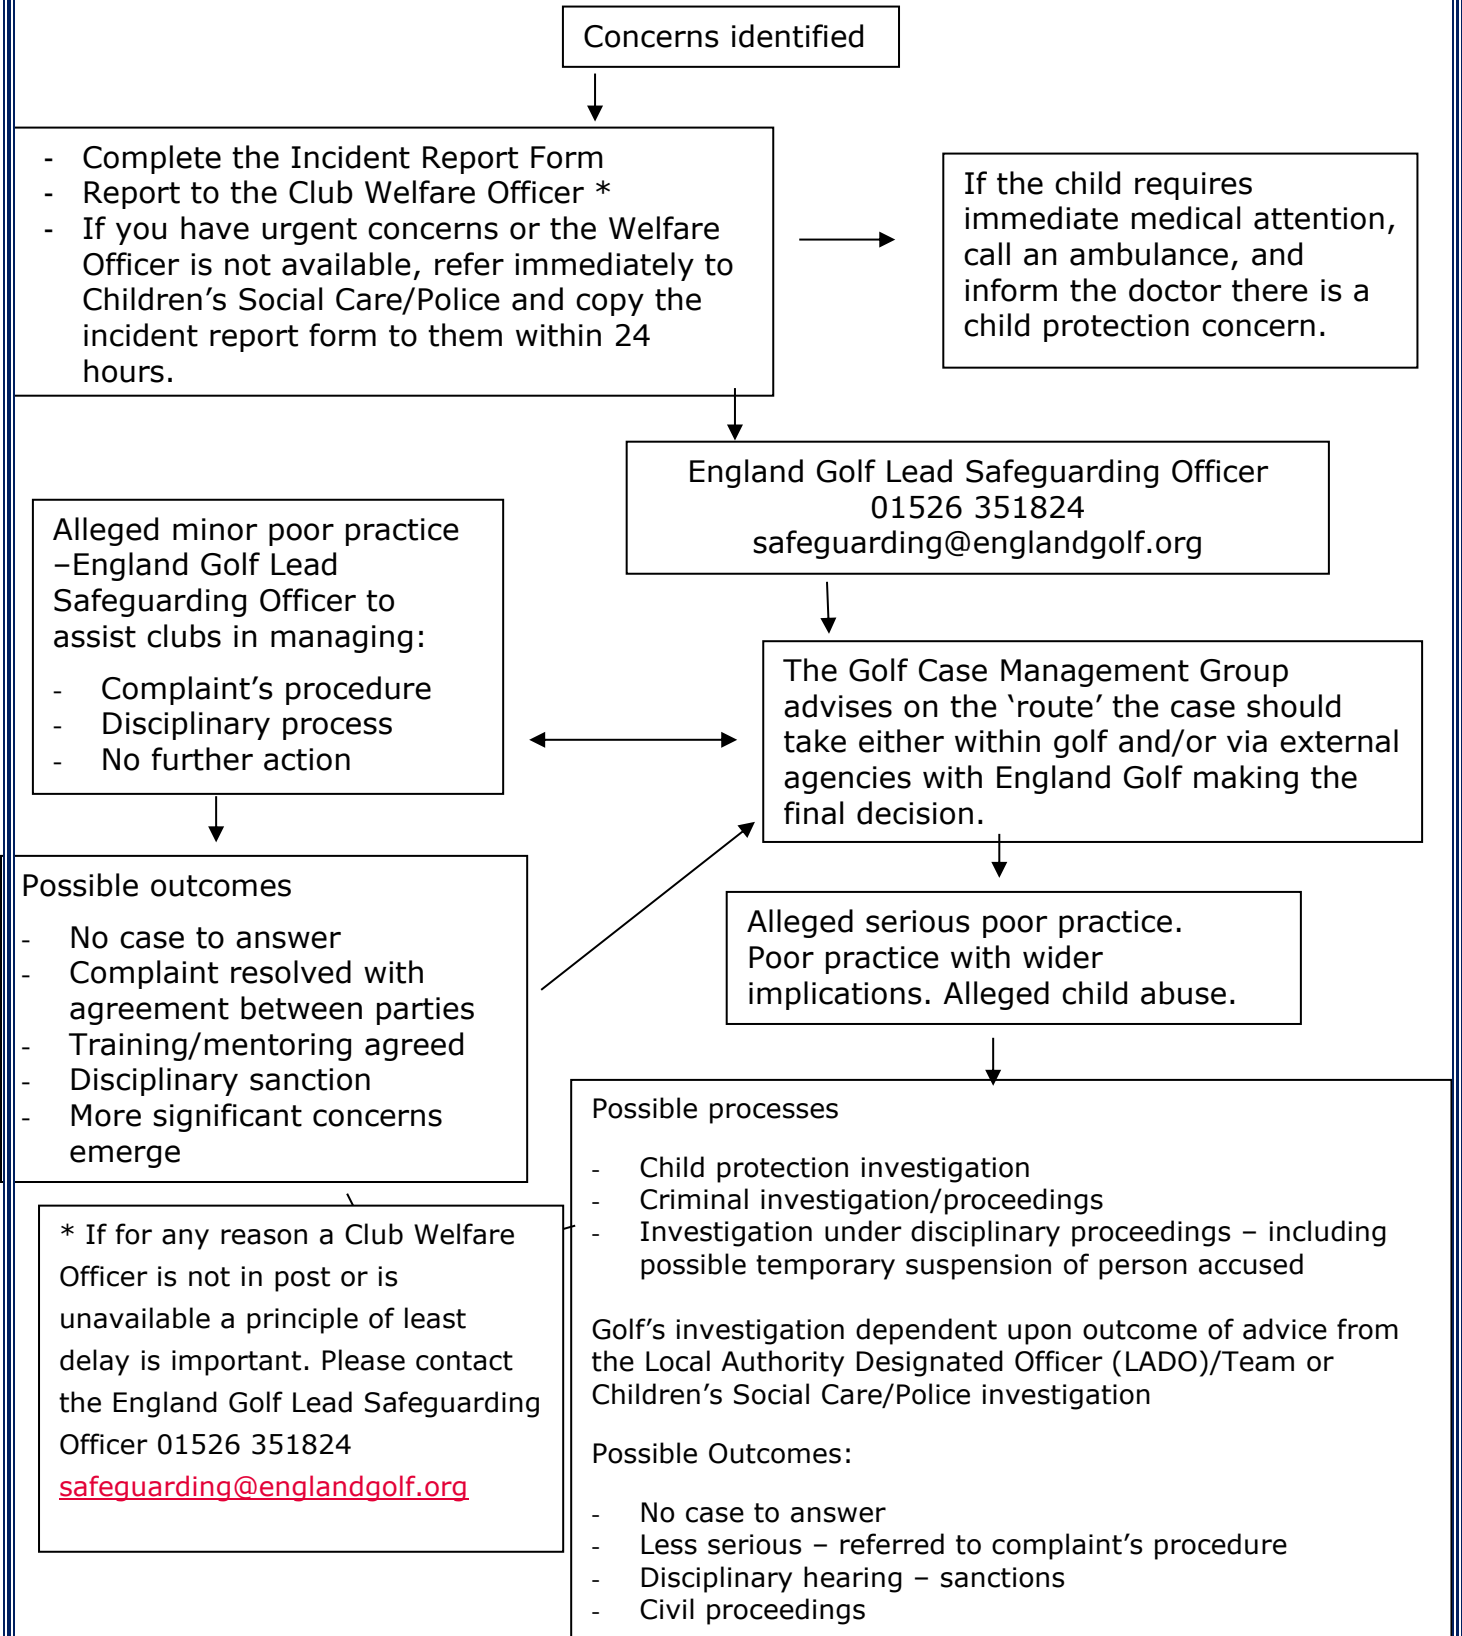 Concerns identified
- Complete the Incident Report Form
- Report to the Club Welfare Officer *
- If you have urgent concerns or the Welfare
Officer is not available, refer immediately to
Children’s Social Care/Police and copy the
incident report form to them within 24
hours.
If the child requires
immediate medical attention,
call an ambulance, and
inform the doctor there is a
child protection concern.
England Golf Lead Safeguarding Officer
01526 351824
safeguarding@englandgolf.org
Alleged minor poor practice
–England Golf Lead
Safeguarding Officer to
assist clubs in managing:
- Complaint’s procedure
- Disciplinary process
- No further action
The Golf Case Management Group
advises on the ‘route’ the case should
take either within golf and/or via external
agencies with England Golf making the
final decision.
Possible outcomes
- No case to answer
- Complaint resolved with
agreement between parties
- Training/mentoring agreed
- Disciplinary sanction
- More significant concerns
emerge
Alleged serious poor practice.
Poor practice with wider
implications. Alleged child abuse.
* If for any reason a Club Welfare
Officer is not in post or is
unavailable a principle of least
delay is important. Please contact
the England Golf Lead Safeguarding
Officer 01526 351824
safeguarding@englandgolf.org
Possible processes
- Child protection investigation
- Criminal investigation/proceedings
- Investigation under disciplinary proceedings – including
possible temporary suspension of person accused
Golf’s investigation dependent upon outcome of advice from
the Local Authority Designated Officer (LADO)/Team or
Children’s Social Care/Police investigation
Possible Outcomes:
- No case to answer
- Less serious – referred to complaint’s procedure
- Disciplinary hearing – sanctions
- Civil proceedings